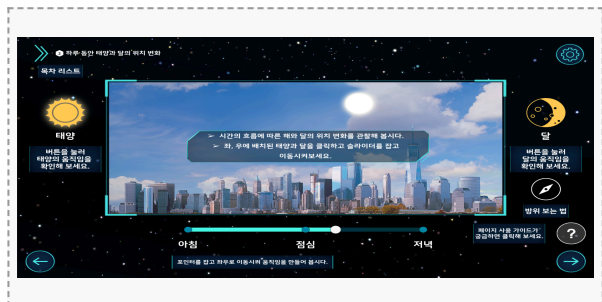 하루 동안 태양과 달의 위치 변화
목차 리스트
태양
버튼을 눌러
태양의 움직임을
확인해 보세요.
➢ 시간의 흐름에 따른 해와 달의 위치 변화를 관찰해 봅시다.
➢ 좌, 우에 배치된 태양과 달을 클릭하고 슬라이더를 잡고
이동시켜보세요.
달
버튼을 눌러
달의 움직임을
확인해 보세요.
방위 보는 법
아침
점심
저녁
페이지 사용 가이드가
궁금하면 클릭해 보세요.
?
포인터를 잡고 좌우로 이동시켜 움직임을 만들어 봅시다.